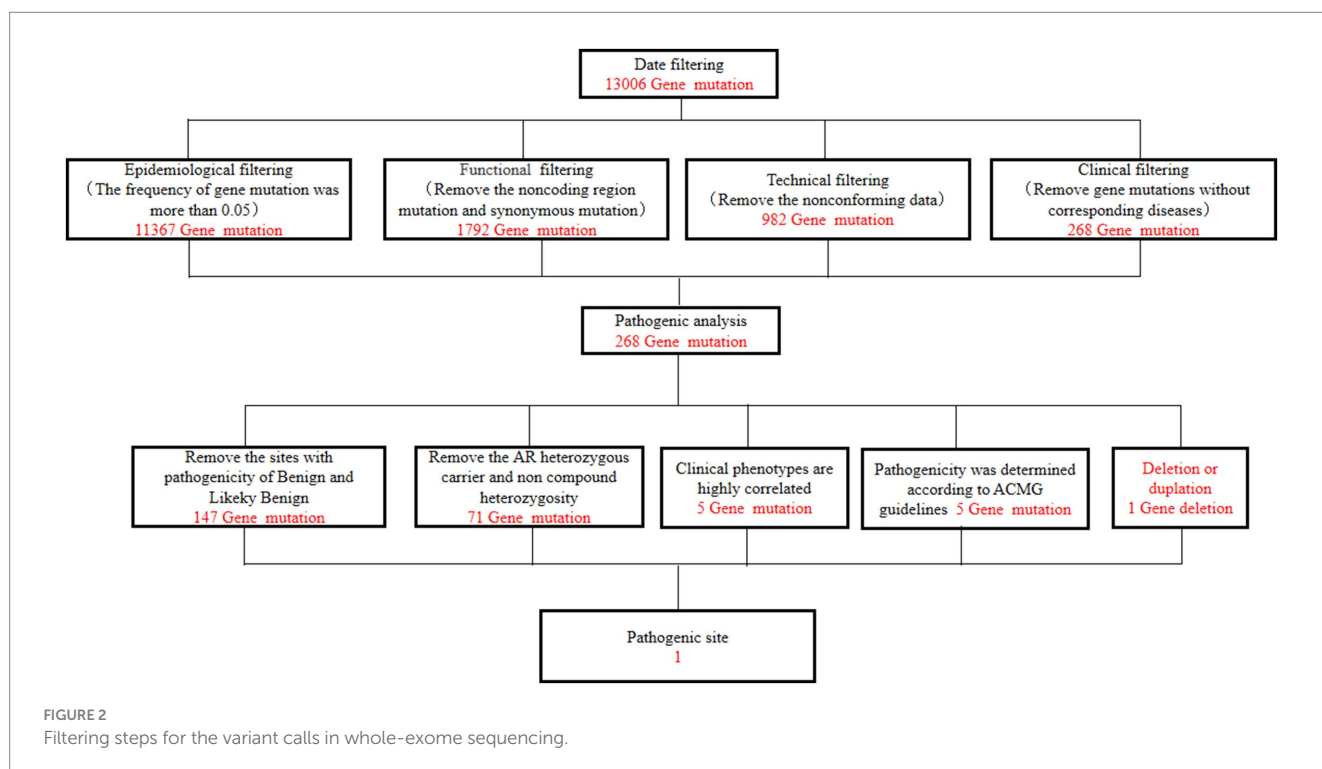 Date filtering
13006 Gene mutation
Epidemiological filtering
（The frequency of gene mutation was
more than 0.05）
11367 Gene mutation
Functional filtering
（Remove the noncoding region
mutation and synonymous mutation）
1792 Gene mutation
Technical filtering
（Remove the nonconforming data）
982 Gene mutation
Clinical filtering
（Remove gene mutations without
corresponding diseases）
268 Gene mutation
Pathogenic analysis
268 Gene mutation
Remove the sites with
pathogenicity of Benign and
Likeky Benign
147 Gene mutation
Remove the AR heterozygous
carrier and non compound
heterozygosity
71 Gene mutation
Clinical phenotypes are
highly correlated
5 Gene mutation
Pathogenicity was determined
according to ACMG
guidelines 5 Gene mutation
Deletion or
duplation
1 Gene deletion
Pathogenic site
1
FIGURE 2
Filtering steps for the variant calls in whole-exome sequencing.